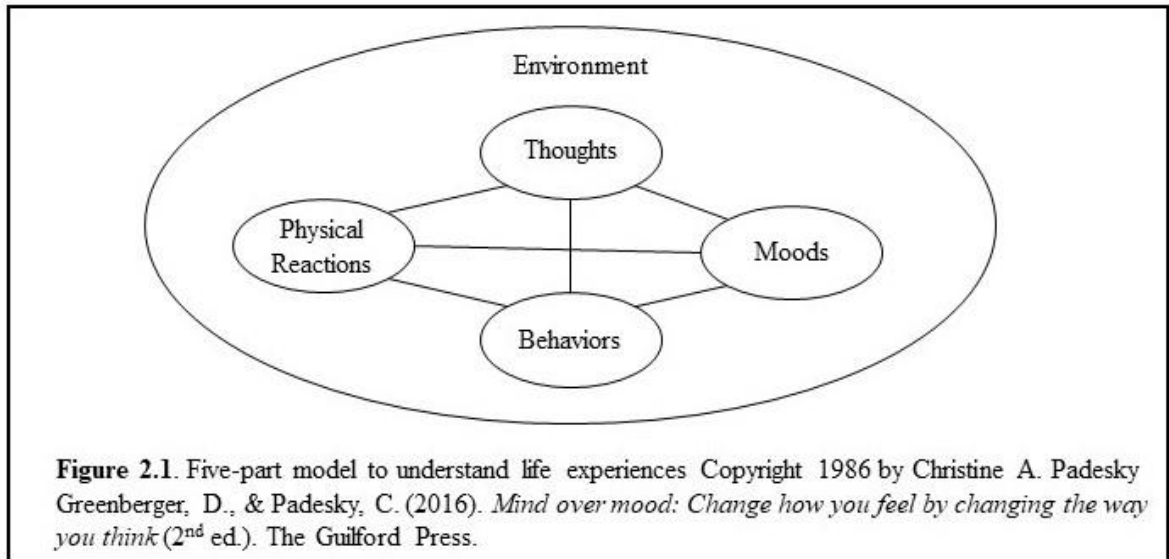 Environment
Thoughts
Physical
Reactions
Moods
Behaviors
Figure 2.1. Five-part model to understand life experiences Copyright 1986 by Christine A. Padesky
Greenberger, D., & Padesky, C. (2016). Mind over mood: Change how you feel by changing the way
you think (2nd ed.). The Guilford Press.